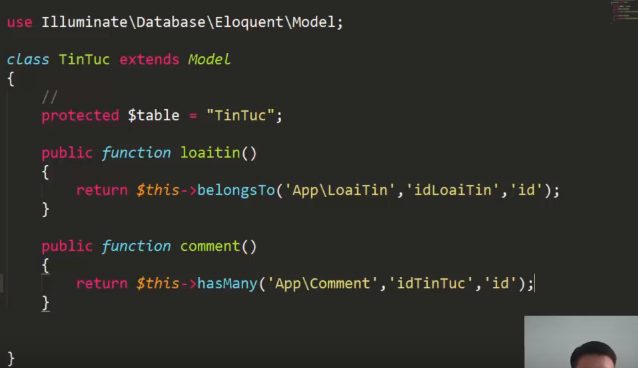 use Illuminate\Database\Eloquent\Model;
class TinTuc extends Model
{
//
protected $table = "TinTuc";
public function loaitin()
{
return $this->belongsTo('App\LoaiTin','idLoaiTin','id');
}
public function comment()
{
return $this->hasMany('App\Comment','idTinTuc','id');
}
}